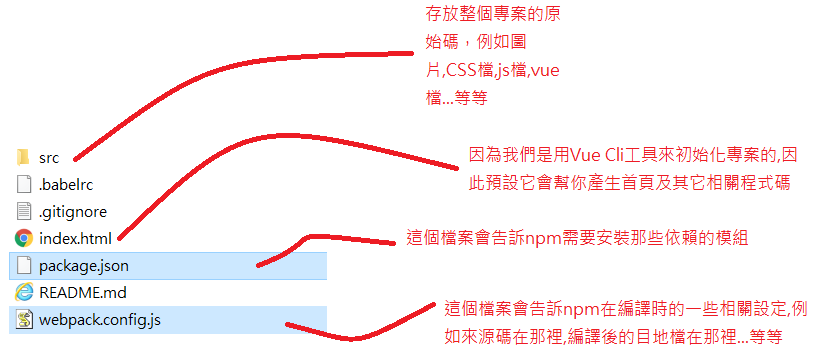 存放整個專案的原
始碼，例如圖
片,CSS檔,js檔,vue
檔...等等
src
.babelrc
.gitignore
index.html
package.json
README.md
webpack.config.js
因為我們是用Vue Cli工具來初始化專案的,因
此預設它會幫你產生首頁及其它相關程式碼
這個檔案會告訴npm需要安裝那些依賴的模組
這個檔案會告訴npm在編譯時的一些相關設定,例
如來源碼在那裡,編譯後的目地檔在那裡...等等